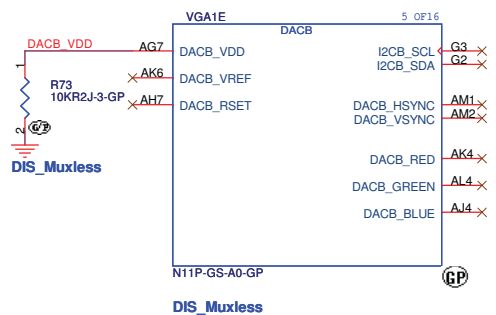 VGA1E
5 OF16
DACB
DACB_VDD
AG7
DACB_VDD
I2CB_SCL
G3
I2CB_SDA
G2
AK6
DACB_VREF
1
R73
10KR2J-3-GP
AH7
DACB_RSET
DACB_HSYNC
AM1
DACB_VSYNC
AM2
2
DIS_Muxless
DACB_RED
AK4
DACB_GREEN
AL4
DACB_BLUE
AJ4
N11P-GS-A0-GP
GP
DIS_Muxless